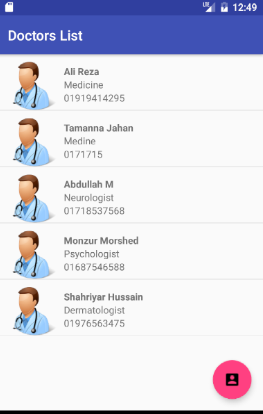 LTE 12:49
Doctors List
Ali Reza
Medicine
01919414295
Tamanna Jahan
Medine
0171715
Abdullah M
Neurologist
01718537568
Monzur Morshed
Psychologist
01687546588
Shahriyar Hussain
Dermatologist
01976563475